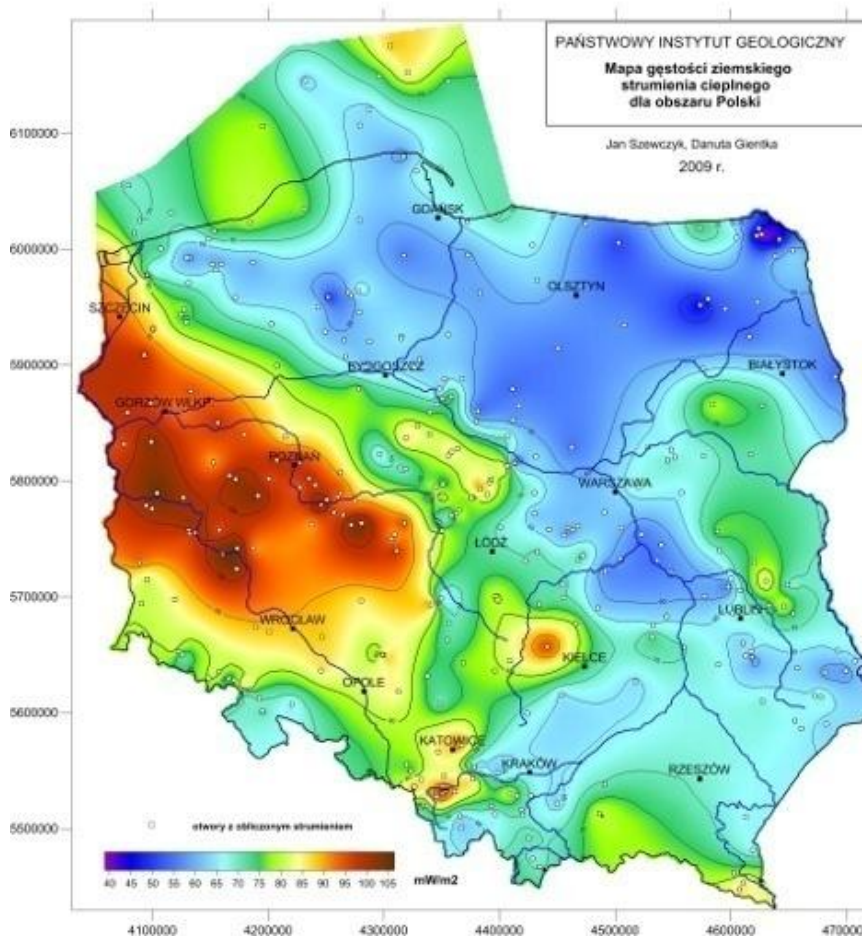 PAŃSTWOWY INSTYTUT GEOLOGICZNY
Mapa gęstości ziemskiego
strumienia cieplnego
dla obszaru Polski
Jan Szewczyk, Danuta Gientka
2009 r.
6100000
GDAŃSK
6000000
OLSZTYN
SZCZECIN
5900000
BYDGOSZCZ
BIAŁYSTOK
GORZÓW WLKP.
POZNAŃ
5800000
WARSZAWA
ŁÓDŹ
5700000
LUBLIN
WROCŁAW
KIELCE
OPOLE
5600000
KATOWICE
KRAKÓW
RZESZÓW
5500000
otwory z obliczonym strumieniem
40 45 50 55 60 65 70 75 80 85 90 95 100 105
mW/m2
4100000 4200000 4300000 4400000 4500000 4600000 4700000